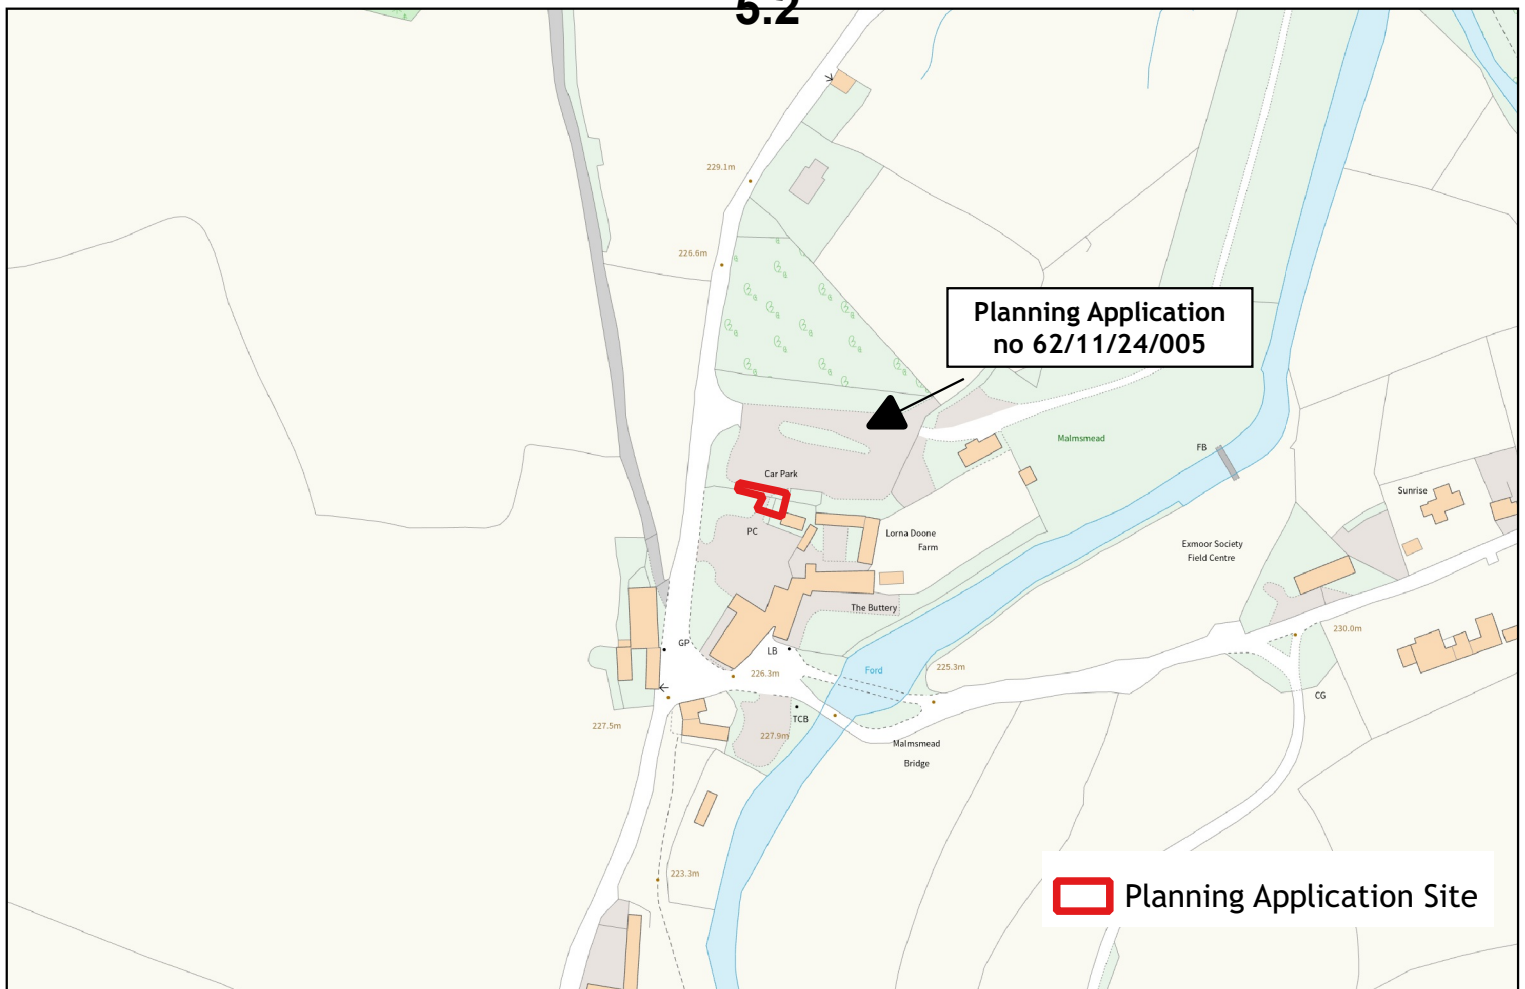 5.2
229.1m
226.6m
Planning Application
no 62/11/24/005
Malmsmead
FB
Car Park
Sunrise
PC
Lorna Doone
Farm
Exmoor Society
Field Centre
The Buttery
230.0m
GP
LB
226.3m
Ford
225.3m
CG
227.5m
TCB
227.9m
Malmsmead
Bridge
223.3m
Planning Application Site